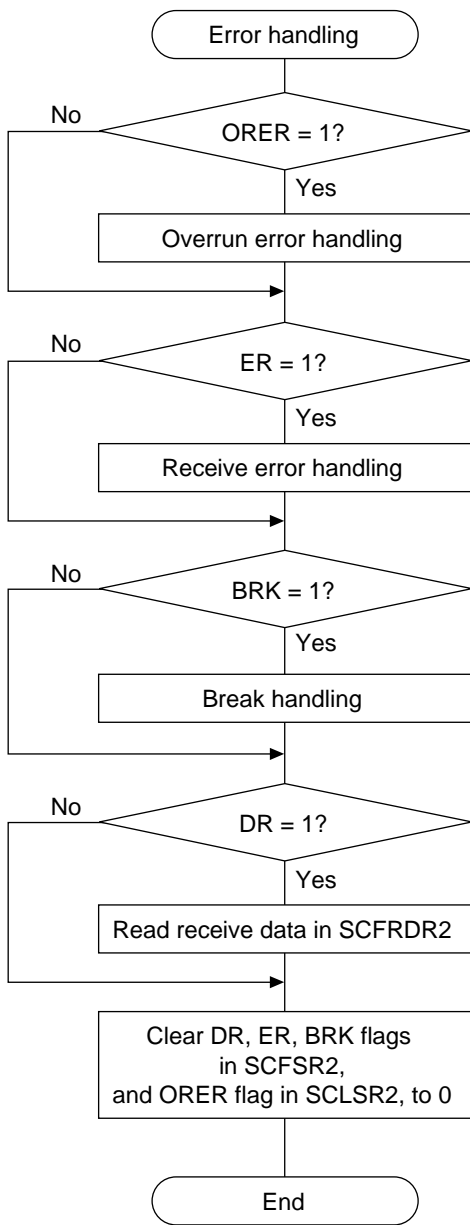 Error handling
No
ORER = 1?
Yes
Overrun error handling
No
ER = 1?
Yes
Receive error handling
No
BRK = 1?
Yes
Break handling
No
DR = 1?
Yes
Read receive data in SCFRDR2
Clear DR, ER, BRK flags
in SCFSR2,
and ORER flag in SCLSR2, to 0
End